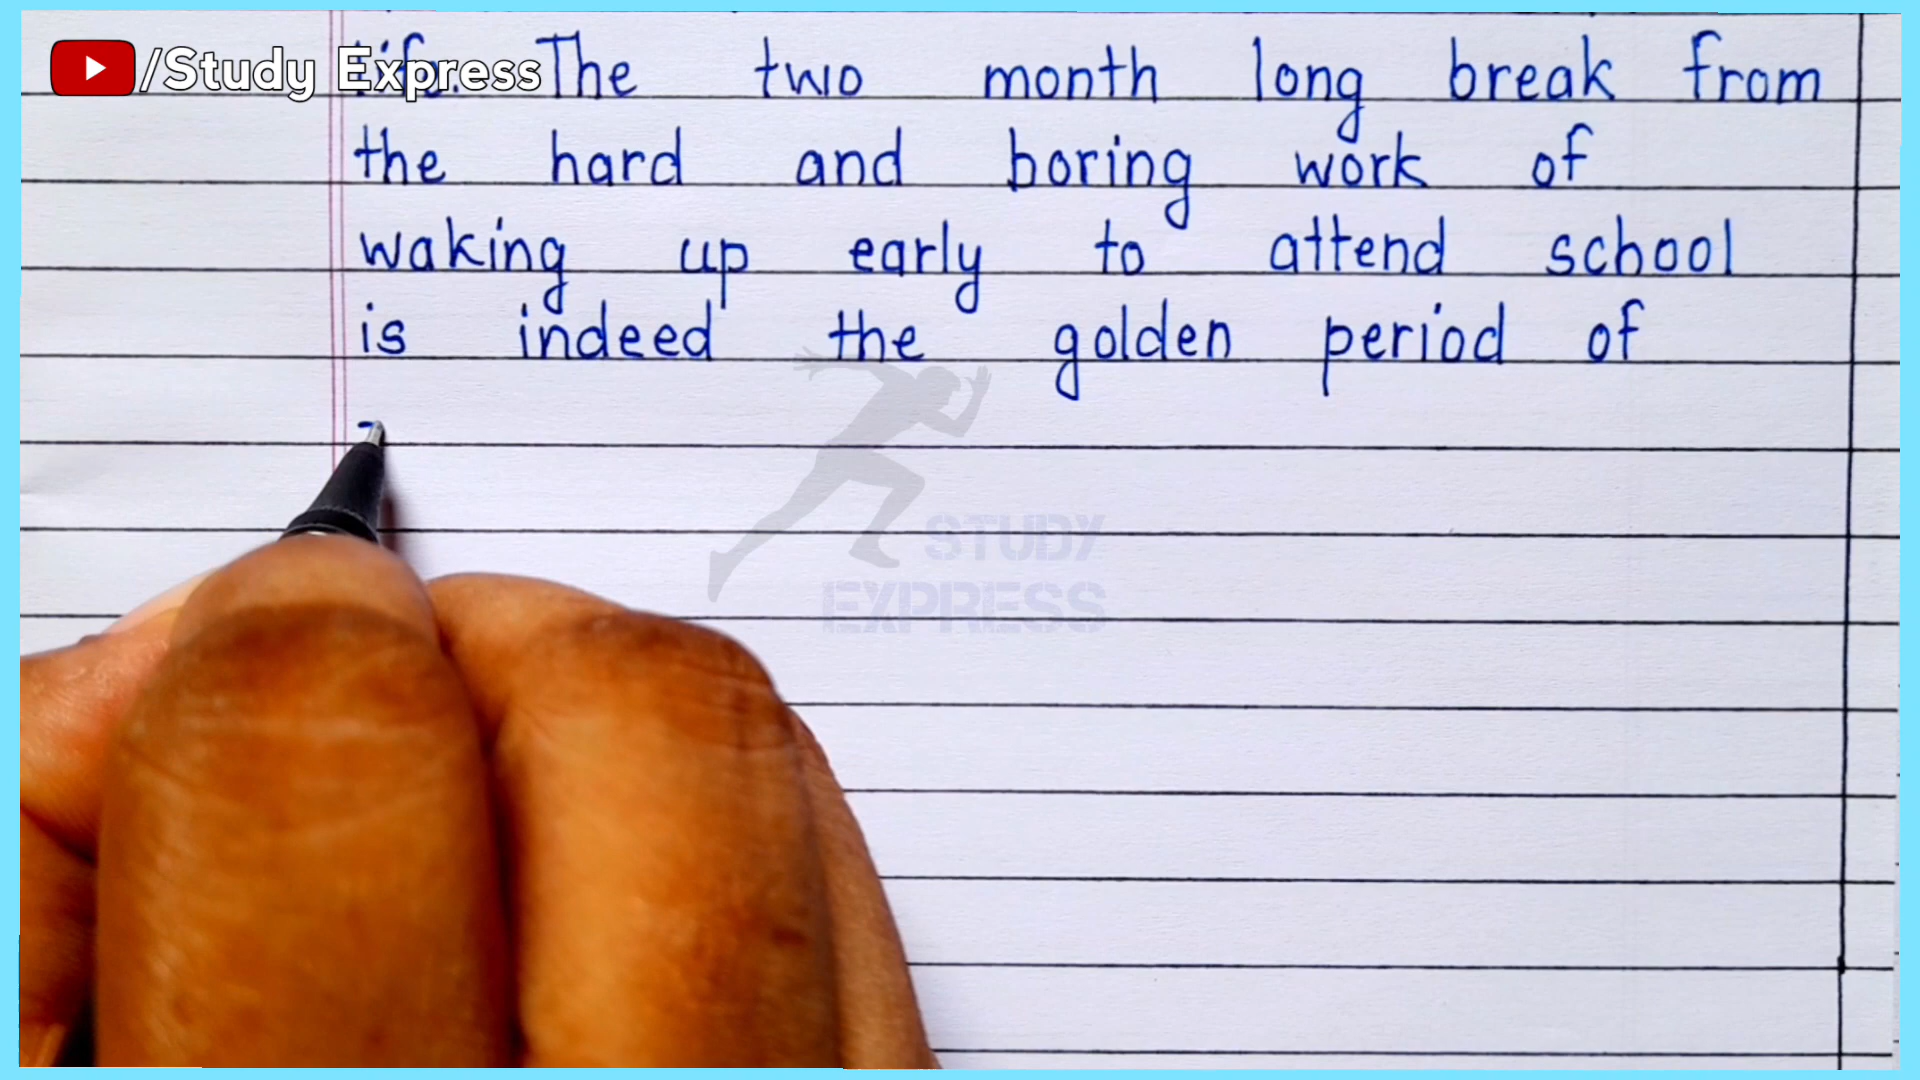 /Study Express
life. The two month long break from
the hard and boring work of
waking up early to attend school
is indeed the golden period of
STUDY
EXPRESS